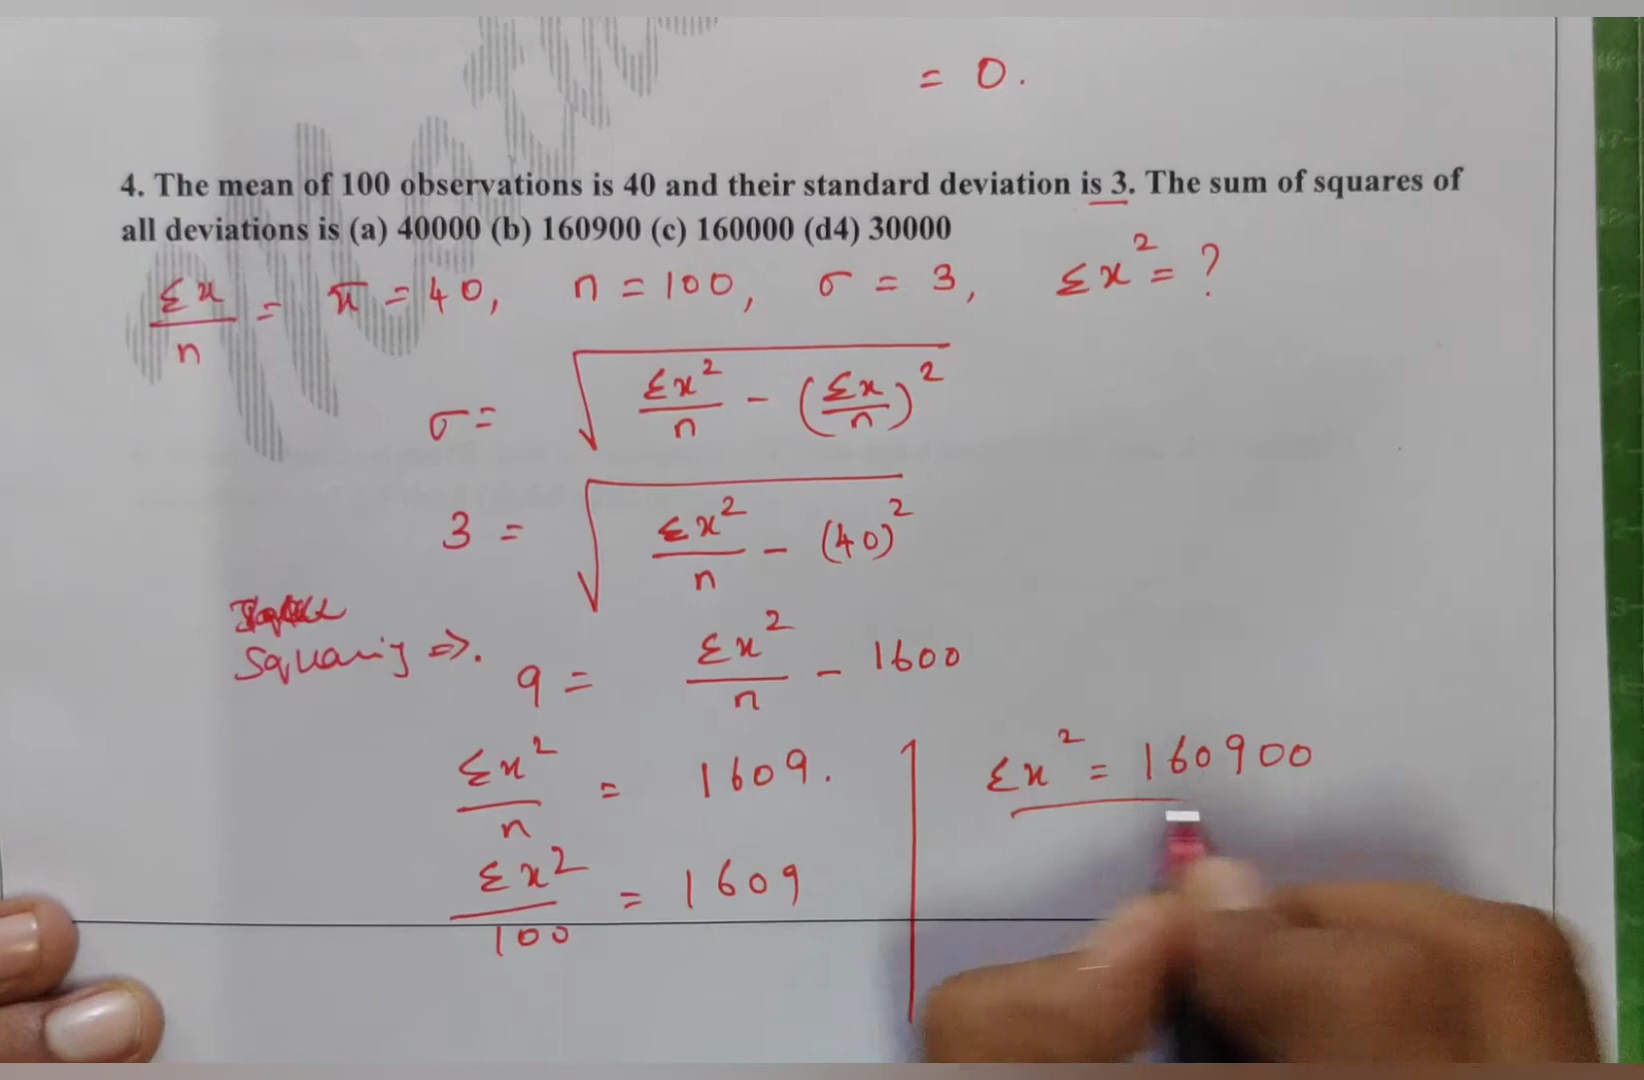 = 0.
4. The mean of 100 observations is 40 and their standard deviation is 3. The sum of squares of
all deviations is (a) 40000 (b) 160900 (c) 160000 (d4) 30000
Σx/n = x̄ = 40, n = 100, σ = 3, Σx² = ?
σ = √(Σx²/n - (Σx/n)²)
3 = √(Σx²/n - (40)²)
Squaring ⇒.
9 = Σx²/n - 1600
Σx²/n = 1609.
Σx²/100 = 1609
Σx² = 160900